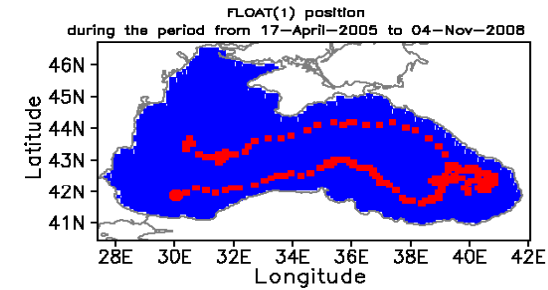 FLOAT(1) position
during the period from 17-April-2005 to 04-Nov-2008
46N
45N
44N
43N
42N
41N
Latitude
28E 30E 32E 34E 36E 38E 40E 42E
Longitude